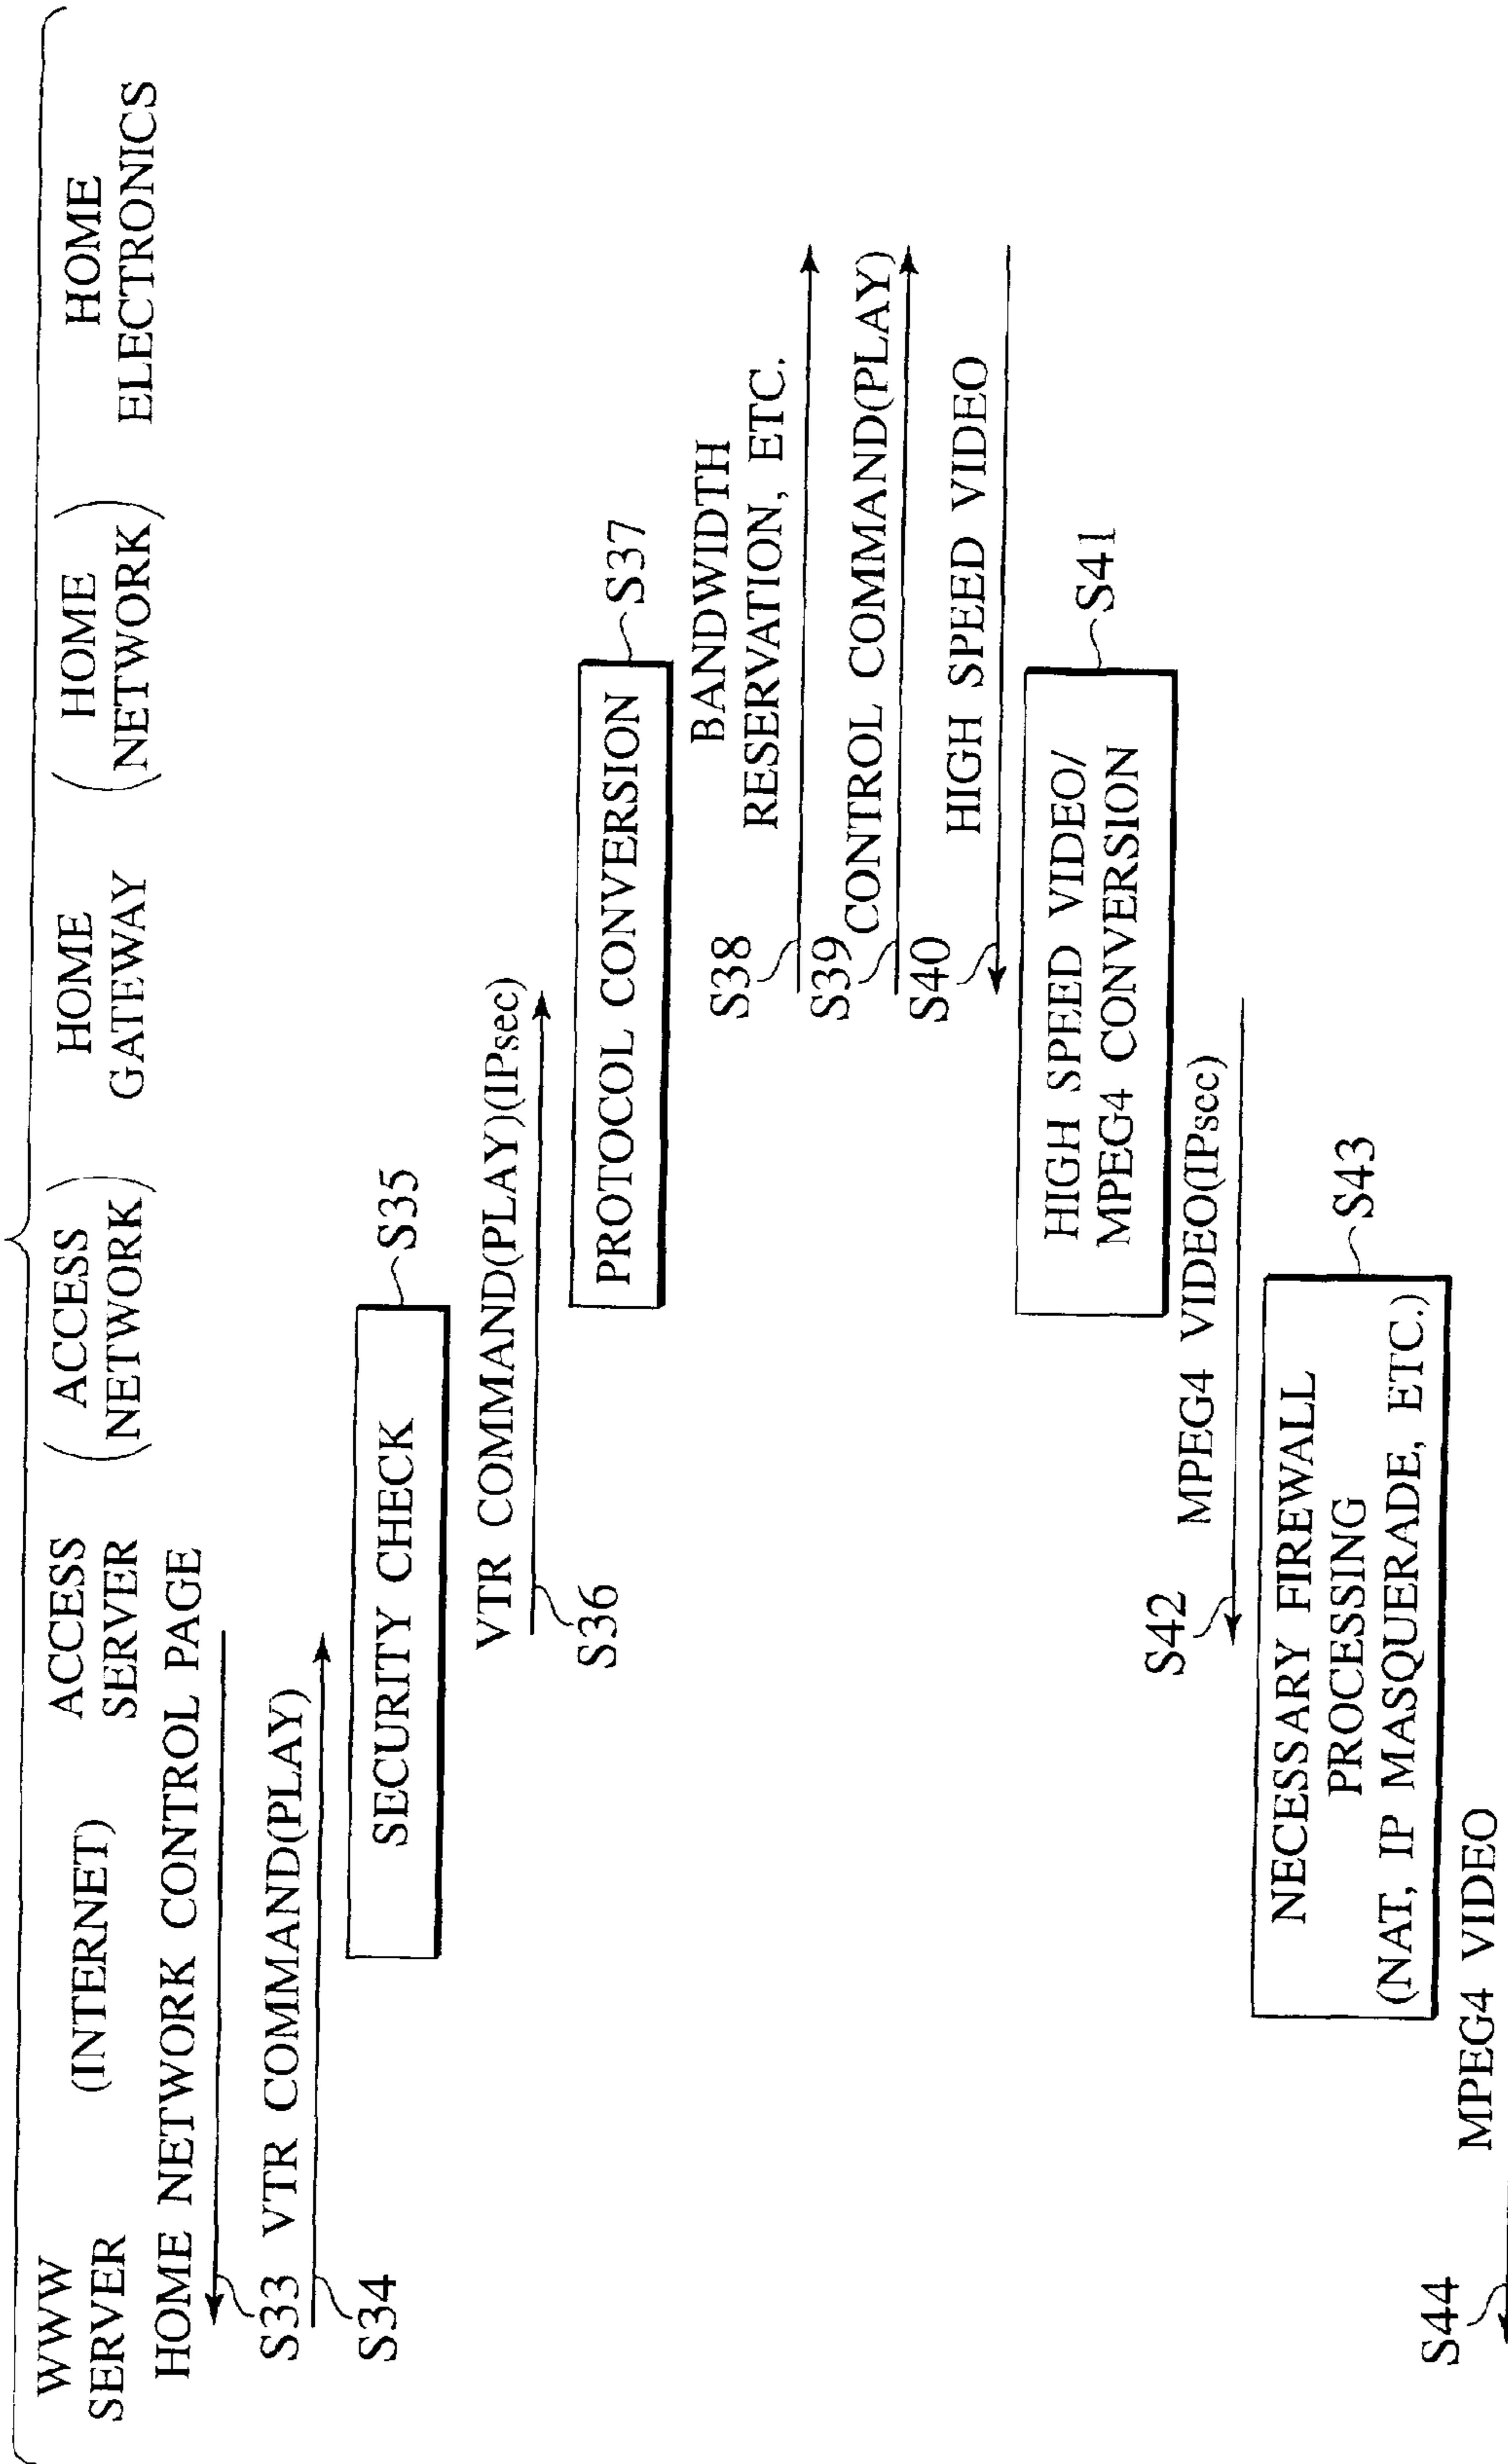 WWW
SERVER
(INTERNET)
ACCESS
SERVER
(ACCESS
NETWORK)
HOME
GATEWAY
(HOME
NETWORK)
HOME
ELECTRONICS
HOME NETWORK CONTROL PAGE
S33
VTR COMMAND(PLAY)
S34
SECURITY CHECK
S35
VTR COMMAND(PLAY)(IPsec)
S36
PROTOCOL CONVERSION
S37
BANDWIDTH
RESERVATION, ETC.
S38
CONTROL COMMAND(PLAY)
S39
HIGH SPEED VIDEO
S40
HIGH SPEED VIDEO/
MPEG4 CONVERSION
S41
MPEG4 VIDEO(IPsec)
S42
NECESSARY FIREWALL
PROCESSING
(NAT, IP MASQUERADE, ETC.)
S43
MPEG4 VIDEO
S44